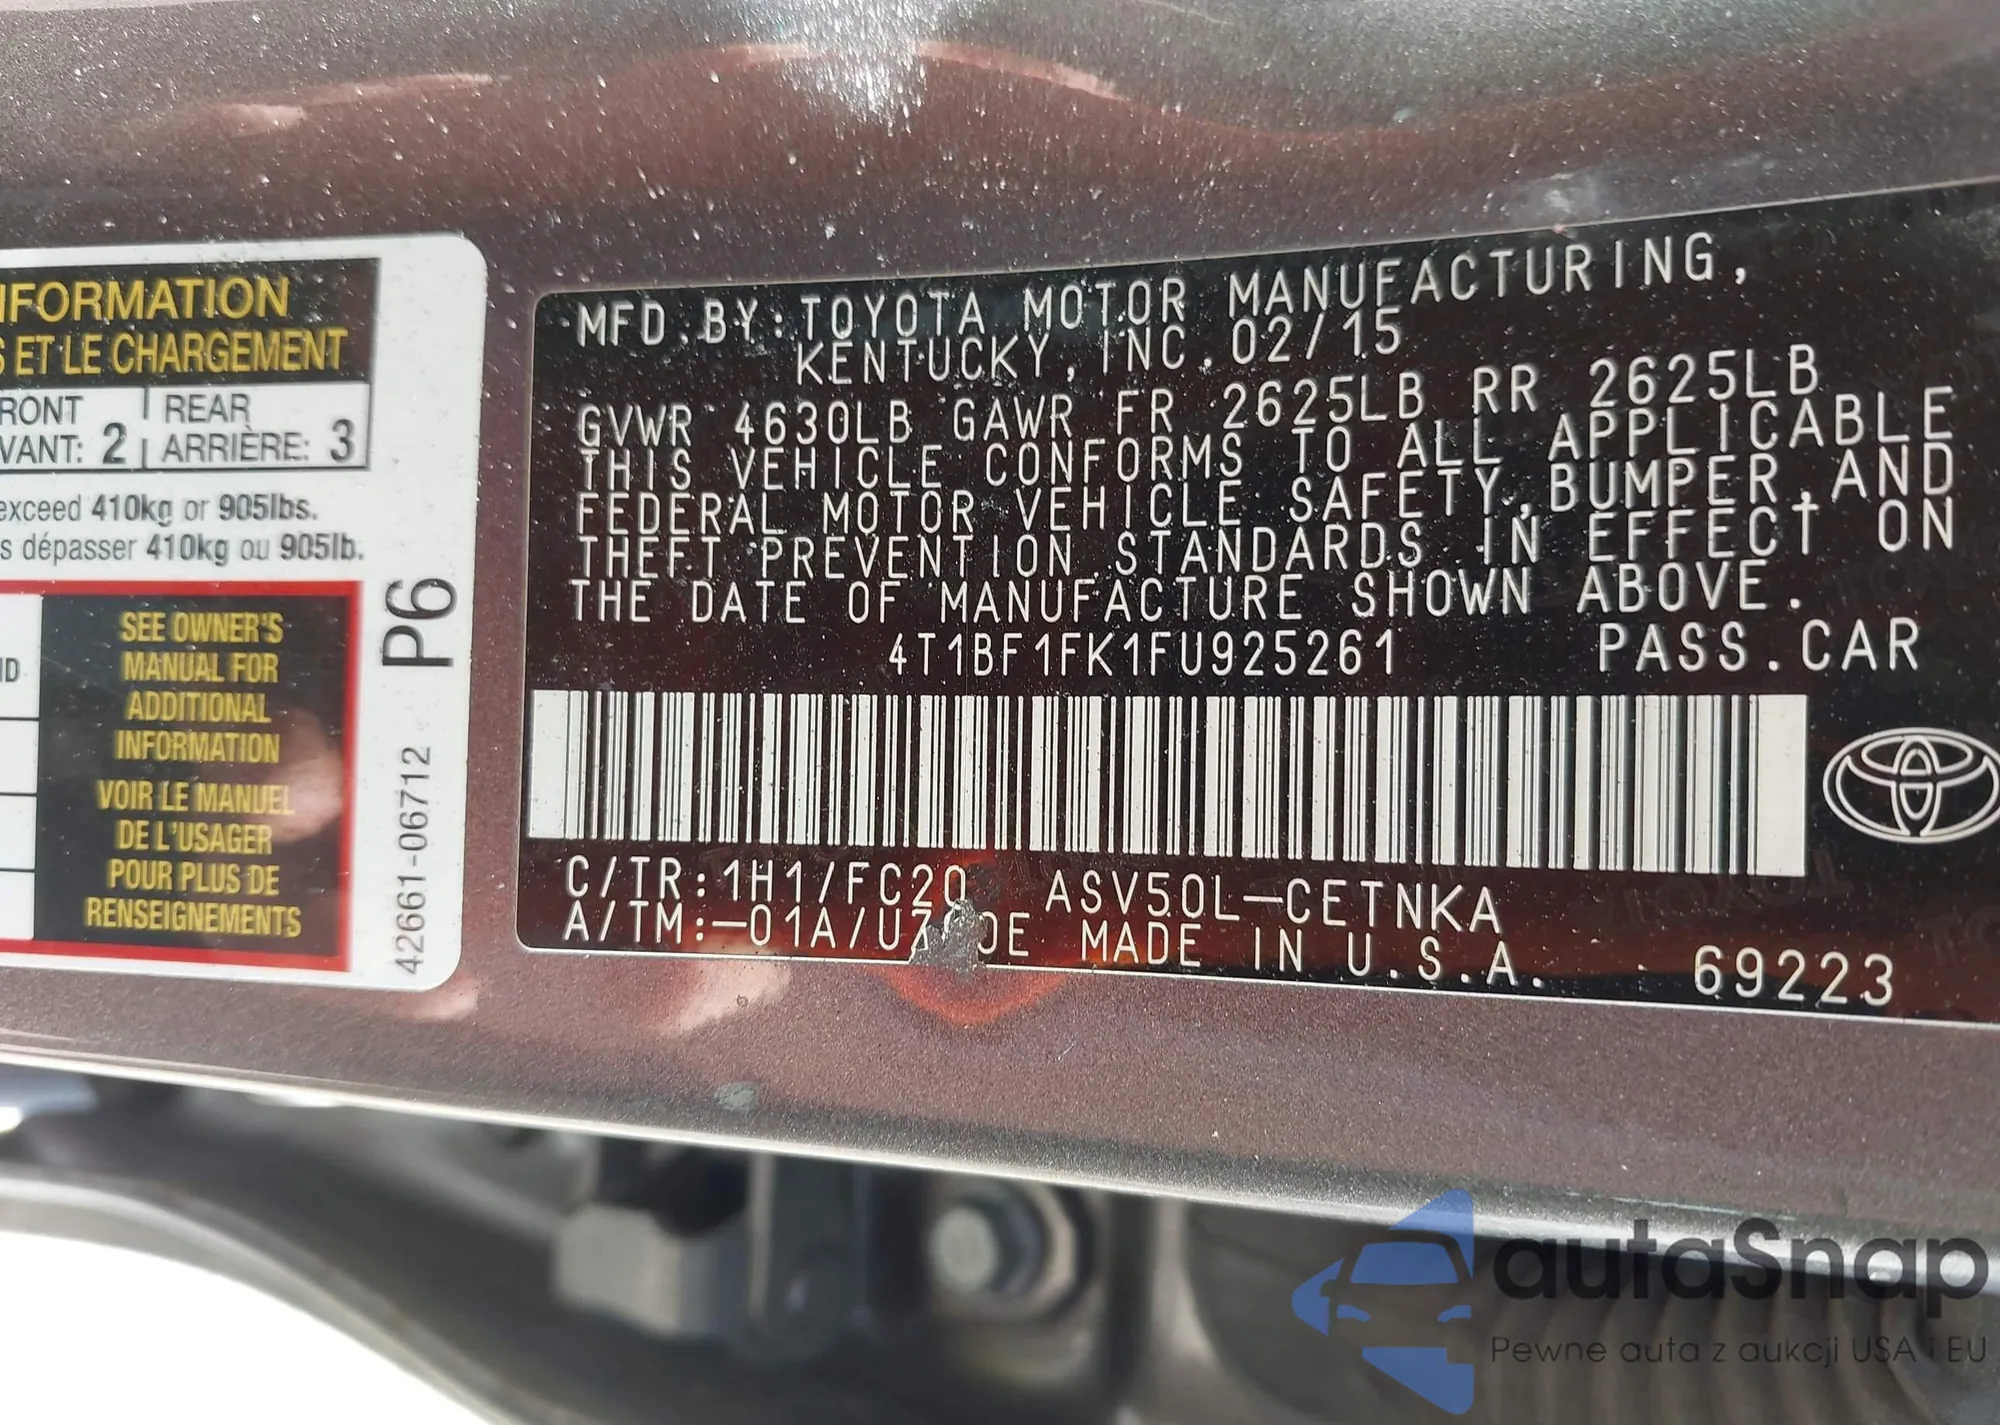 NFORMATION
S ET LE CHARGEMENT
RONT REAR
VANT: 2 ARRIÈRE: 3
exceed 410kg or 905lbs.
s dépasser 410kg ou 905lb.
SEE OWNER'S
MANUAL FOR
ADDITIONAL
INFORMATION
VOIR LE MANUEL
DE L'USAGER
POUR PLUS DE
RENSEIGNEMENTS
P6
42661-06712
MFD.BY:TOYOTA MOTOR MANUFACTURING,
KENTUCKY, INC. 02/15
GVWR 4630LB GAWR FR 2625LB RR 2625LB
THIS VEHICLE CONFORMS TO ALL APPLICABLE
FEDERAL MOTOR VEHICLE SAFETY, BUMPER, AND
THEFT PREVENTION STANDARDS IN EFFECT ON
THE DATE OF MANUFACTURE SHOWN ABOVE.
4T1BF1FK1FU925261 PASS.CAR
C/TR:1H1/FC20 ASV50L-CETNKA
A/TM:-01A/ MADE IN U.S.A. 69223
autaSnap
Pewne auta z aukcji USA i EU